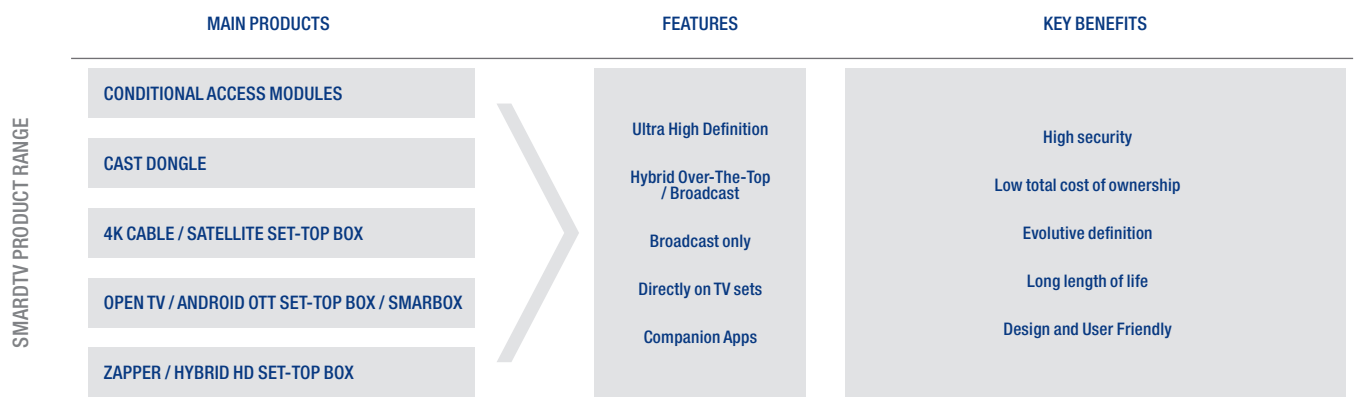 MAIN PRODUCTS
FEATURES
KEY BENEFITS
SMARDTV PRODUCT RANGE
CONDITIONAL ACCESS MODULES
CAST DONGLE
4K CABLE / SATELLITE SET-TOP BOX
OPEN TV / ANDROID OTT SET-TOP BOX / SMARBOX
ZAPPER / HYBRID HD SET-TOP BOX
Ultra High Definition
Hybrid Over-The-Top
/ Broadcast
Broadcast only
Directly on TV sets
Companion Apps
High security
Low total cost of ownership
Evolutive definition
Long length of life
Design and User Friendly